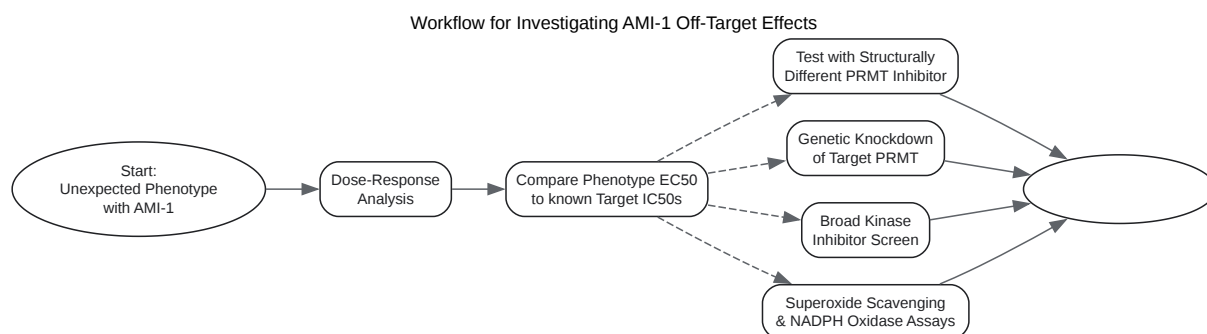 Workflow for Investigating AMI-1 Off-Target Effects
Start:
Unexpected Phenotype
with AMI-1
Dose-Response
Analysis
Compare Phenotype EC50
to known Target IC50s
Test with Structurally
Different PRMT Inhibitor
Genetic Knockdown
of Target PRMT
Broad Kinase
Inhibitor Screen
Superoxide Scavenging
& NADPH Oxidase Assays